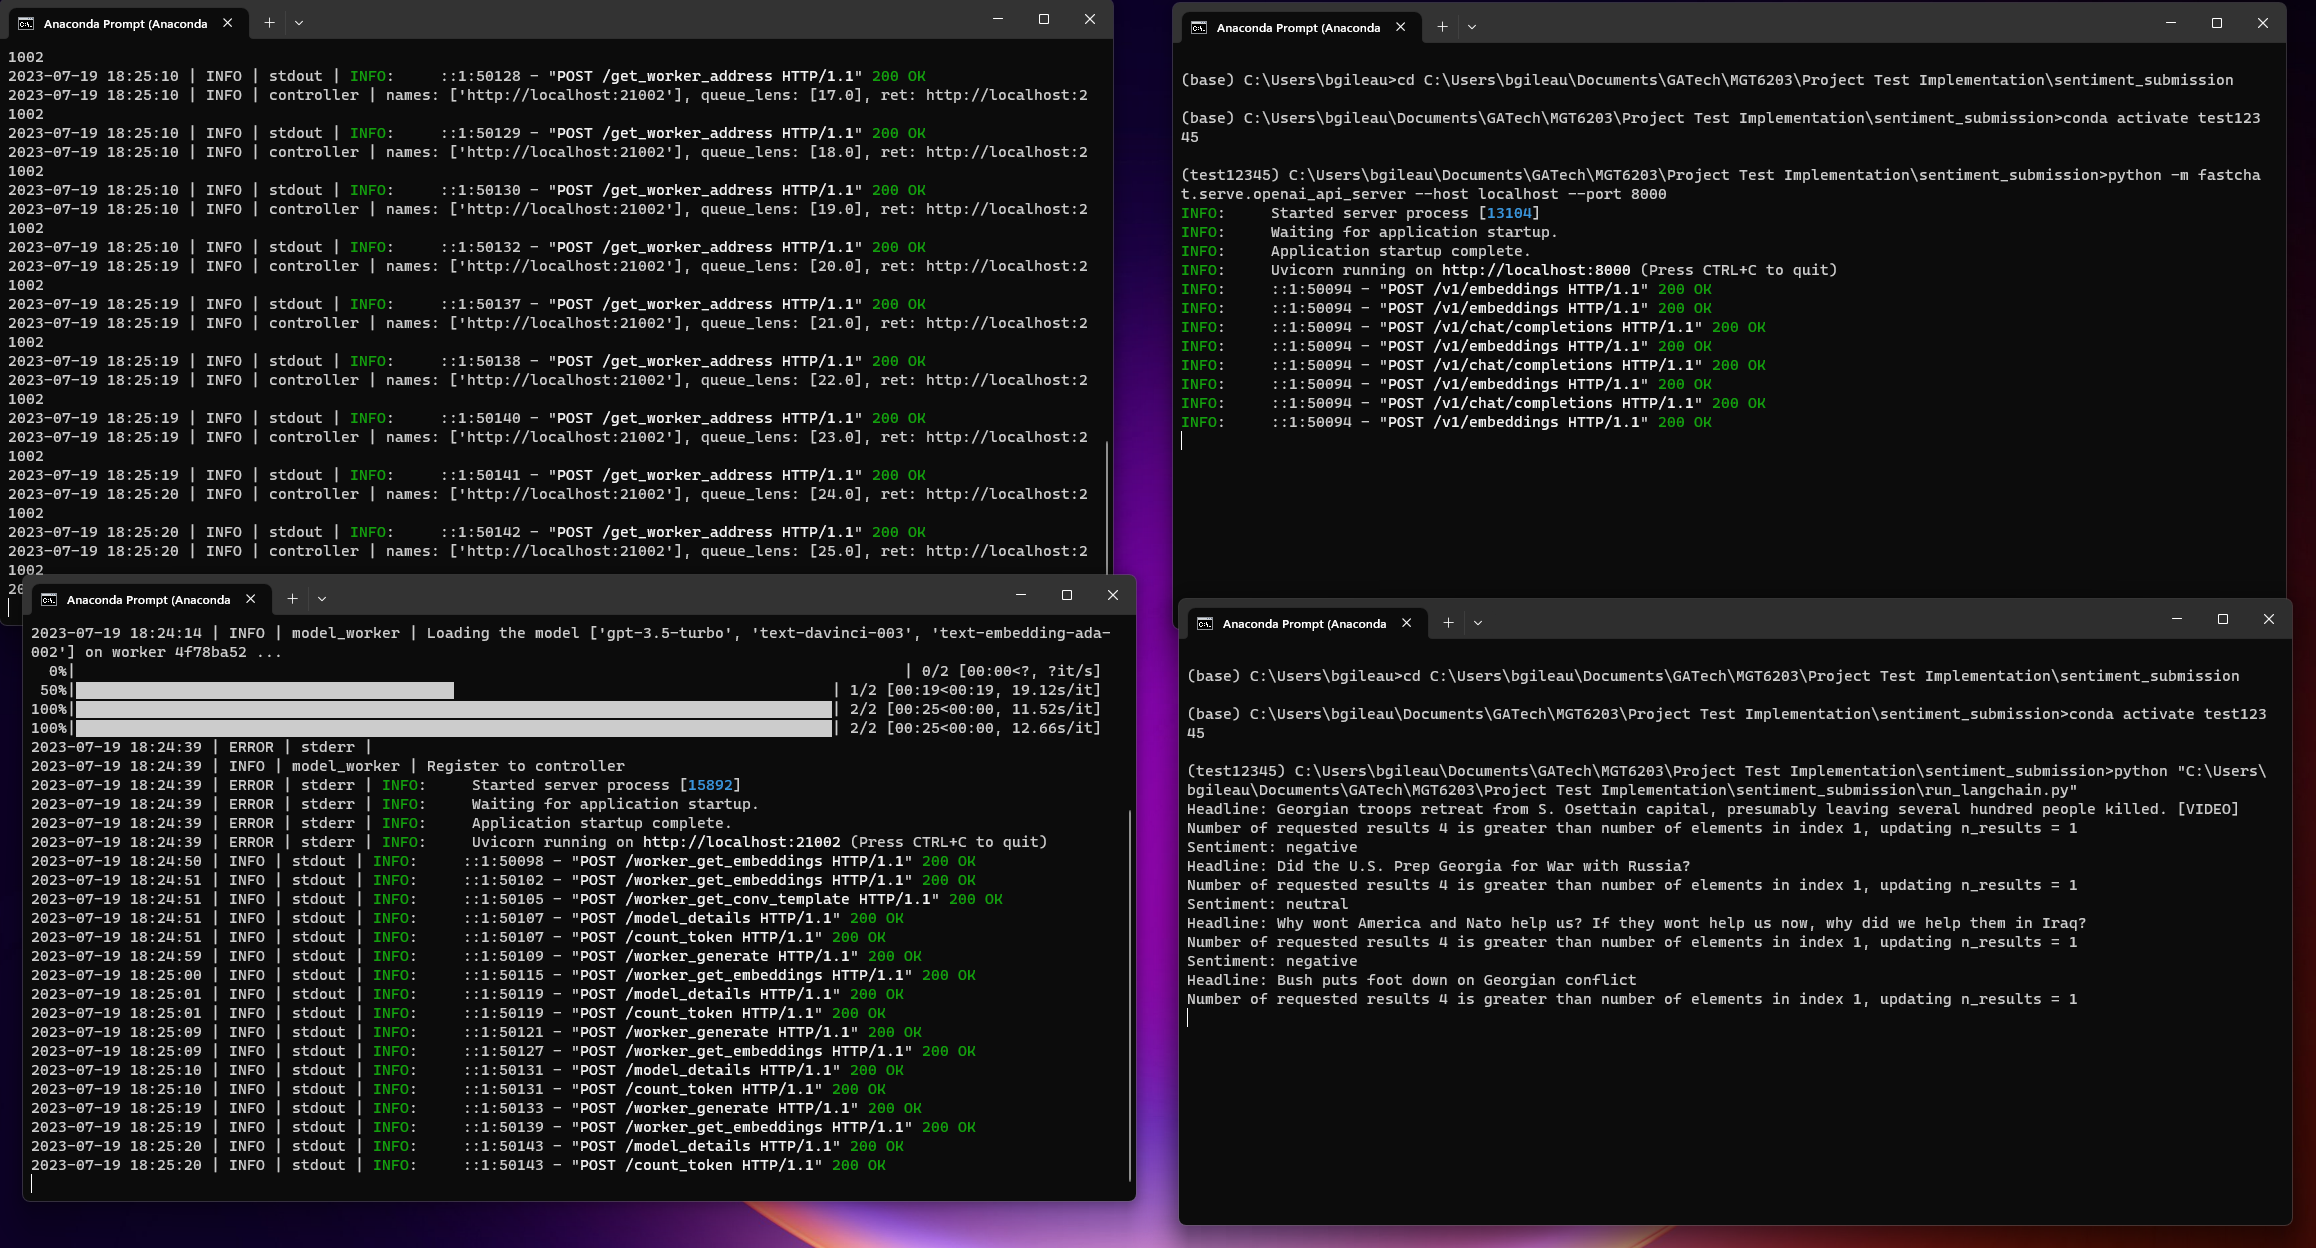 Anaconda Prompt (Anaconda
1002
2023-07-19 18:25:10 | INFO | stdout | INFO:     ::1:50128 - "POST /get_worker_address HTTP/1.1" 200 OK
2023-07-19 18:25:10 | INFO | controller | names: ['http://localhost:21002'], queue_lens: [17.0], ret: http://localhost:2
1002
2023-07-19 18:25:10 | INFO | stdout | INFO:     ::1:50129 - "POST /get_worker_address HTTP/1.1" 200 OK
2023-07-19 18:25:10 | INFO | controller | names: ['http://localhost:21002'], queue_lens: [18.0], ret: http://localhost:2
1002
2023-07-19 18:25:10 | INFO | stdout | INFO:     ::1:50130 - "POST /get_worker_address HTTP/1.1" 200 OK
2023-07-19 18:25:10 | INFO | controller | names: ['http://localhost:21002'], queue_lens: [19.0], ret: http://localhost:2
1002
2023-07-19 18:25:10 | INFO | stdout | INFO:     ::1:50132 - "POST /get_worker_address HTTP/1.1" 200 OK
2023-07-19 18:25:19 | INFO | controller | names: ['http://localhost:21002'], queue_lens: [20.0], ret: http://localhost:2
1002
2023-07-19 18:25:19 | INFO | stdout | INFO:     ::1:50137 - "POST /get_worker_address HTTP/1.1" 200 OK
2023-07-19 18:25:19 | INFO | controller | names: ['http://localhost:21002'], queue_lens: [21.0], ret: http://localhost:2
1002
2023-07-19 18:25:19 | INFO | stdout | INFO:     ::1:50138 - "POST /get_worker_address HTTP/1.1" 200 OK
2023-07-19 18:25:19 | INFO | controller | names: ['http://localhost:21002'], queue_lens: [22.0], ret: http://localhost:2
1002
2023-07-19 18:25:19 | INFO | stdout | INFO:     ::1:50140 - "POST /get_worker_address HTTP/1.1" 200 OK
2023-07-19 18:25:19 | INFO | controller | names: ['http://localhost:21002'], queue_lens: [23.0], ret: http://localhost:2
1002
2023-07-19 18:25:19 | INFO | stdout | INFO:     ::1:50141 - "POST /get_worker_address HTTP/1.1" 200 OK
2023-07-19 18:25:20 | INFO | controller | names: ['http://localhost:21002'], queue_lens: [24.0], ret: http://localhost:2
1002
2023-07-19 18:25:20 | INFO | stdout | INFO:     ::1:50142 - "POST /get_worker_address HTTP/1.1" 200 OK
2023-07-19 18:25:20 | INFO | controller | names: ['http://localhost:21002'], queue_lens: [25.0], ret: http://localhost:2
1002
20
Anaconda Prompt (Anaconda
(base) C:\Users\bgileau>cd C:\Users\bgileau\Documents\GATech\MGT6203\Project Test Implementation\sentiment_submission
(base) C:\Users\bgileau\Documents\GATech\MGT6203\Project Test Implementation\sentiment_submission>conda activate test123
45
(test12345) C:\Users\bgileau\Documents\GATech\MGT6203\Project Test Implementation\sentiment_submission>python -m fastcha
t.serve.openai_api_server --host localhost --port 8000
INFO:     Started server process [13104]
INFO:     Waiting for application startup.
INFO:     Application startup complete.
INFO:     Uvicorn running on http://localhost:8000 (Press CTRL+C to quit)
INFO:     ::1:50094 - "POST /v1/embeddings HTTP/1.1" 200 OK
INFO:     ::1:50094 - "POST /v1/embeddings HTTP/1.1" 200 OK
INFO:     ::1:50094 - "POST /v1/chat/completions HTTP/1.1" 200 OK
INFO:     ::1:50094 - "POST /v1/embeddings HTTP/1.1" 200 OK
INFO:     ::1:50094 - "POST /v1/chat/completions HTTP/1.1" 200 OK
INFO:     ::1:50094 - "POST /v1/embeddings HTTP/1.1" 200 OK
INFO:     ::1:50094 - "POST /v1/chat/completions HTTP/1.1" 200 OK
INFO:     ::1:50094 - "POST /v1/embeddings HTTP/1.1" 200 OK
Anaconda Prompt (Anaconda
2023-07-19 18:24:14 | INFO | model_worker | Loading the model ['gpt-3.5-turbo', 'text-davinci-003', 'text-embedding-ada-
002'] on worker 4f78ba52 ...
0%| | 0/2 [00:00<?, ?it/s]
50%| | 1/2 [00:19<00:19, 19.12s/it]
100%| | 2/2 [00:25<00:00, 11.52s/it]
100%| | 2/2 [00:25<00:00, 12.66s/it]
2023-07-19 18:24:39 | ERROR | stderr |
2023-07-19 18:24:39 | INFO | model_worker | Register to controller
2023-07-19 18:24:39 | ERROR | stderr | INFO:     Started server process [15892]
2023-07-19 18:24:39 | ERROR | stderr | INFO:     Waiting for application startup.
2023-07-19 18:24:39 | ERROR | stderr | INFO:     Application startup complete.
2023-07-19 18:24:39 | ERROR | stderr | INFO:     Uvicorn running on http://localhost:21002 (Press CTRL+C to quit)
2023-07-19 18:24:50 | INFO | stdout | INFO:     ::1:50098 - "POST /worker_get_embeddings HTTP/1.1" 200 OK
2023-07-19 18:24:51 | INFO | stdout | INFO:     ::1:50102 - "POST /worker_get_embeddings HTTP/1.1" 200 OK
2023-07-19 18:24:51 | INFO | stdout | INFO:     ::1:50105 - "POST /worker_get_conv_template HTTP/1.1" 200 OK
2023-07-19 18:24:51 | INFO | stdout | INFO:     ::1:50107 - "POST /model_details HTTP/1.1" 200 OK
2023-07-19 18:24:51 | INFO | stdout | INFO:     ::1:50107 - "POST /count_token HTTP/1.1" 200 OK
2023-07-19 18:24:59 | INFO | stdout | INFO:     ::1:50109 - "POST /worker_generate HTTP/1.1" 200 OK
2023-07-19 18:25:00 | INFO | stdout | INFO:     ::1:50115 - "POST /worker_get_embeddings HTTP/1.1" 200 OK
2023-07-19 18:25:01 | INFO | stdout | INFO:     ::1:50119 - "POST /model_details HTTP/1.1" 200 OK
2023-07-19 18:25:01 | INFO | stdout | INFO:     ::1:50119 - "POST /count_token HTTP/1.1" 200 OK
2023-07-19 18:25:09 | INFO | stdout | INFO:     ::1:50121 - "POST /worker_generate HTTP/1.1" 200 OK
2023-07-19 18:25:09 | INFO | stdout | INFO:     ::1:50127 - "POST /worker_get_embeddings HTTP/1.1" 200 OK
2023-07-19 18:25:10 | INFO | stdout | INFO:     ::1:50131 - "POST /model_details HTTP/1.1" 200 OK
2023-07-19 18:25:10 | INFO | stdout | INFO:     ::1:50131 - "POST /count_token HTTP/1.1" 200 OK
2023-07-19 18:25:19 | INFO | stdout | INFO:     ::1:50133 - "POST /worker_generate HTTP/1.1" 200 OK
2023-07-19 18:25:19 | INFO | stdout | INFO:     ::1:50139 - "POST /worker_get_embeddings HTTP/1.1" 200 OK
2023-07-19 18:25:20 | INFO | stdout | INFO:     ::1:50143 - "POST /model_details HTTP/1.1" 200 OK
2023-07-19 18:25:20 | INFO | stdout | INFO:     ::1:50143 - "POST /count_token HTTP/1.1" 200 OK
Anaconda Prompt (Anaconda
(base) C:\Users\bgileau>cd C:\Users\bgileau\Documents\GATech\MGT6203\Project Test Implementation\sentiment_submission
(base) C:\Users\bgileau\Documents\GATech\MGT6203\Project Test Implementation\sentiment_submission>conda activate test123
45
(test12345) C:\Users\bgileau\Documents\GATech\MGT6203\Project Test Implementation\sentiment_submission>python "C:\Users\
bgileau\Documents\GATech\MGT6203\Project Test Implementation\sentiment_submission\run_langchain.py"
Headline: Georgian troops retreat from S. Osettain capital, presumably leaving several hundred people killed. [VIDEO]
Number of requested results 4 is greater than number of elements in index 1, updating n_results = 1
Sentiment: negative
Headline: Did the U.S. Prep Georgia for War with Russia?
Number of requested results 4 is greater than number of elements in index 1, updating n_results = 1
Sentiment: neutral
Headline: Why wont America and Nato help us? If they wont help us now, why did we help them in Iraq?
Number of requested results 4 is greater than number of elements in index 1, updating n_results = 1
Sentiment: negative
Headline: Bush puts foot down on Georgian conflict
Number of requested results 4 is greater than number of elements in index 1, updating n_results = 1